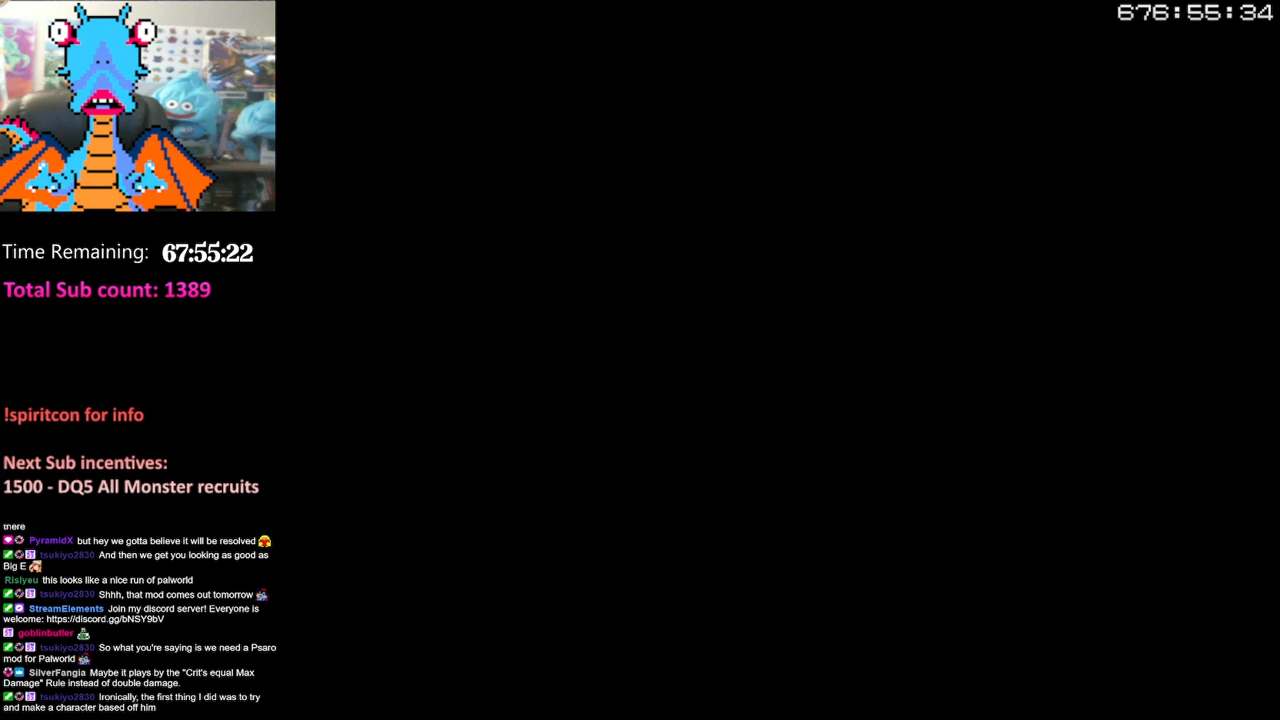 676:55:34
Time Remaining: 67:55:22
Total Sub count: 1389
!spiritcon for info
Next Sub incentives:
1500 - DQ5 All Monster recruits
there
PyramidX but hey we gotta believe it will be resolved
tsukiyo2830 And then we get you looking as good as
Big E
Rislyeu this looks like a nice run of palworld
tsukiyo2830 Shhh, that mod comes out tomorrow
StreamElements Join my discord server! Everyone is
welcome: https://discord.gg/bNSY9bV
goblinbutler
tsukiyo2830 So what you're saying is we need a Psaro
mod for Palworld
SilverFangia Maybe it plays by the "Crit's equal Max
Damage" Rule instead of double damage.
tsukiyo2830 Ironically, the first thing I did was to try
and make a character based off him